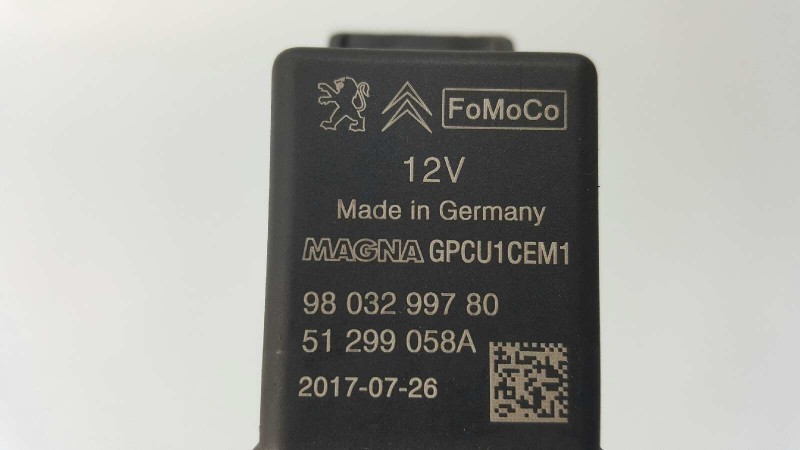 FoMoCo
12V
Made in Germany
MAGNA GPCU1CEM1
98 032 997 80
51 299 058A
2017-07-26